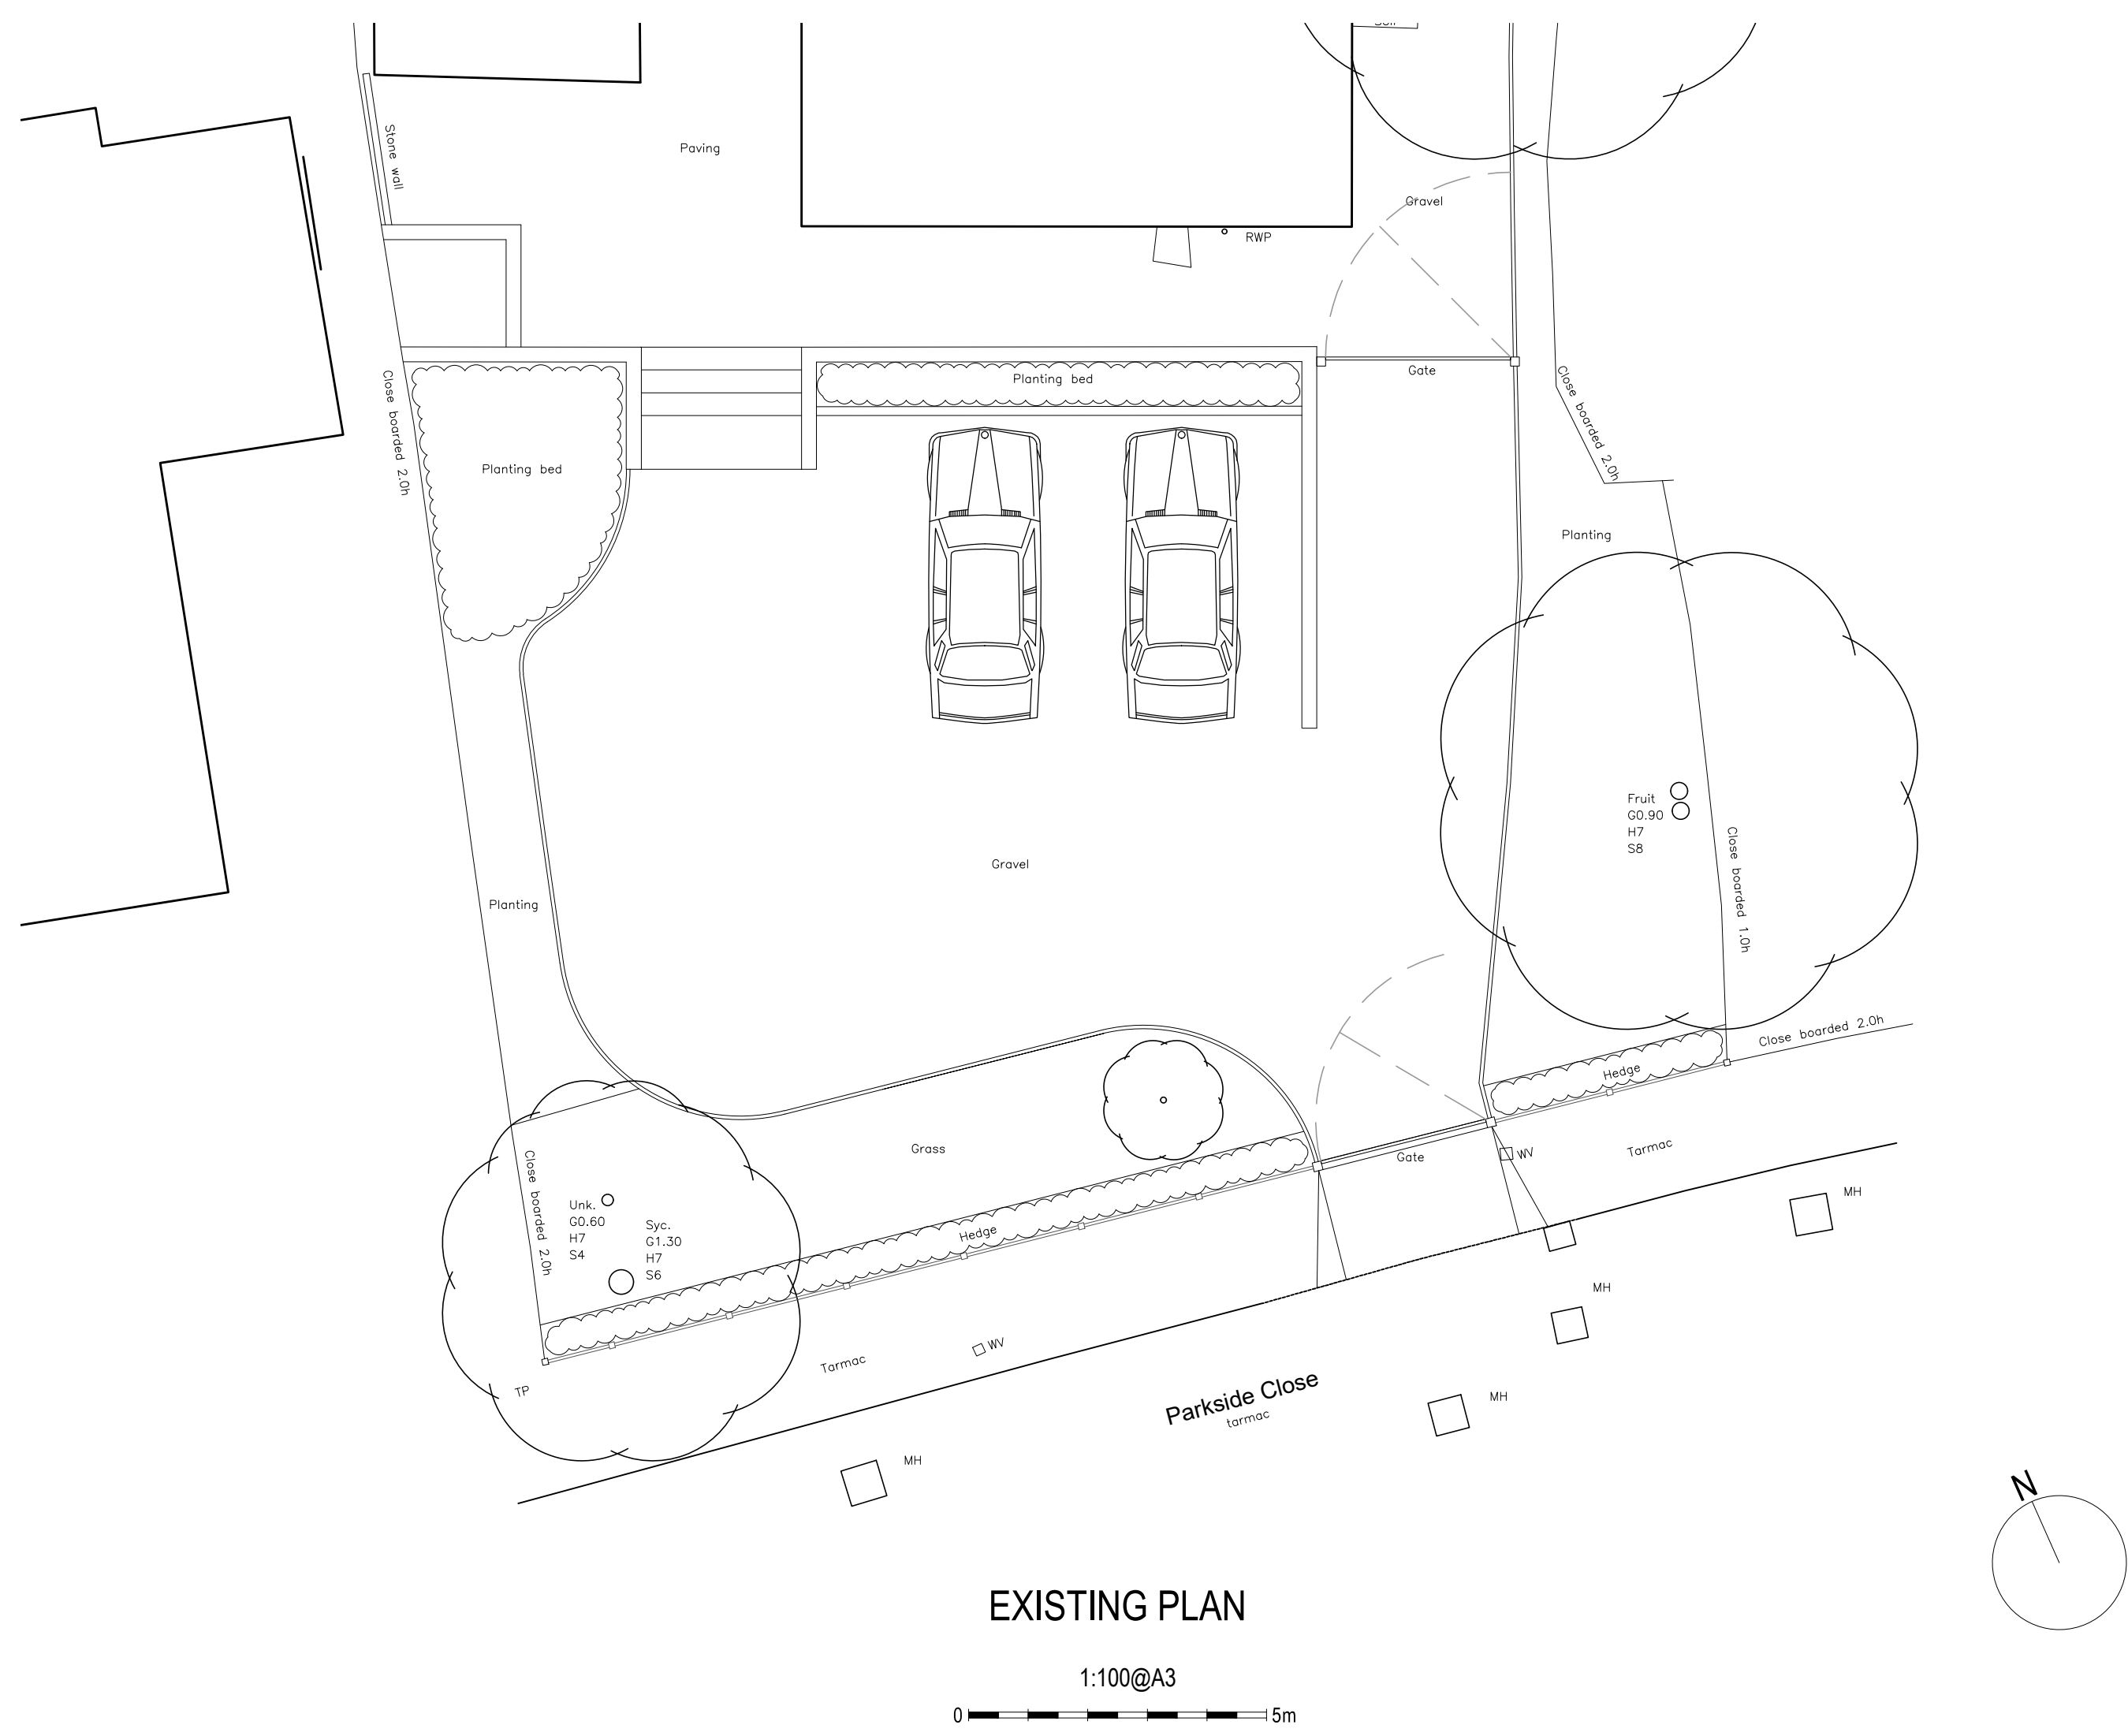 Stone wall
Paving
Gravel
RWP
Gate
Close boarded 2.0h
Planting bed
Planting bed
Close boarded 2.0h
Planting
Fruit
G0.90
H7
S8
Close boarded 1.0h
Gravel
Planting
Close boarded 2.0h
Hedge
Grass
Gate
WV
Tarmac
MH
Close boarded 2.0h
Unk.
G0.60
H7
S4
Syc.
G1.30
H7
S6
Hedge
MH
WV
Tarmac
TP
Parkside Close
tarmac
MH
MH
N
EXISTING PLAN
1:100@A3
0 5m